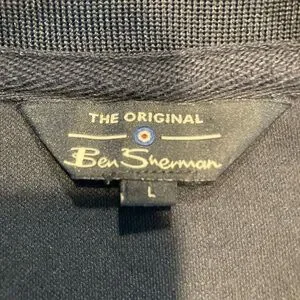 THE ORIGINAL
Ben Sherman
L